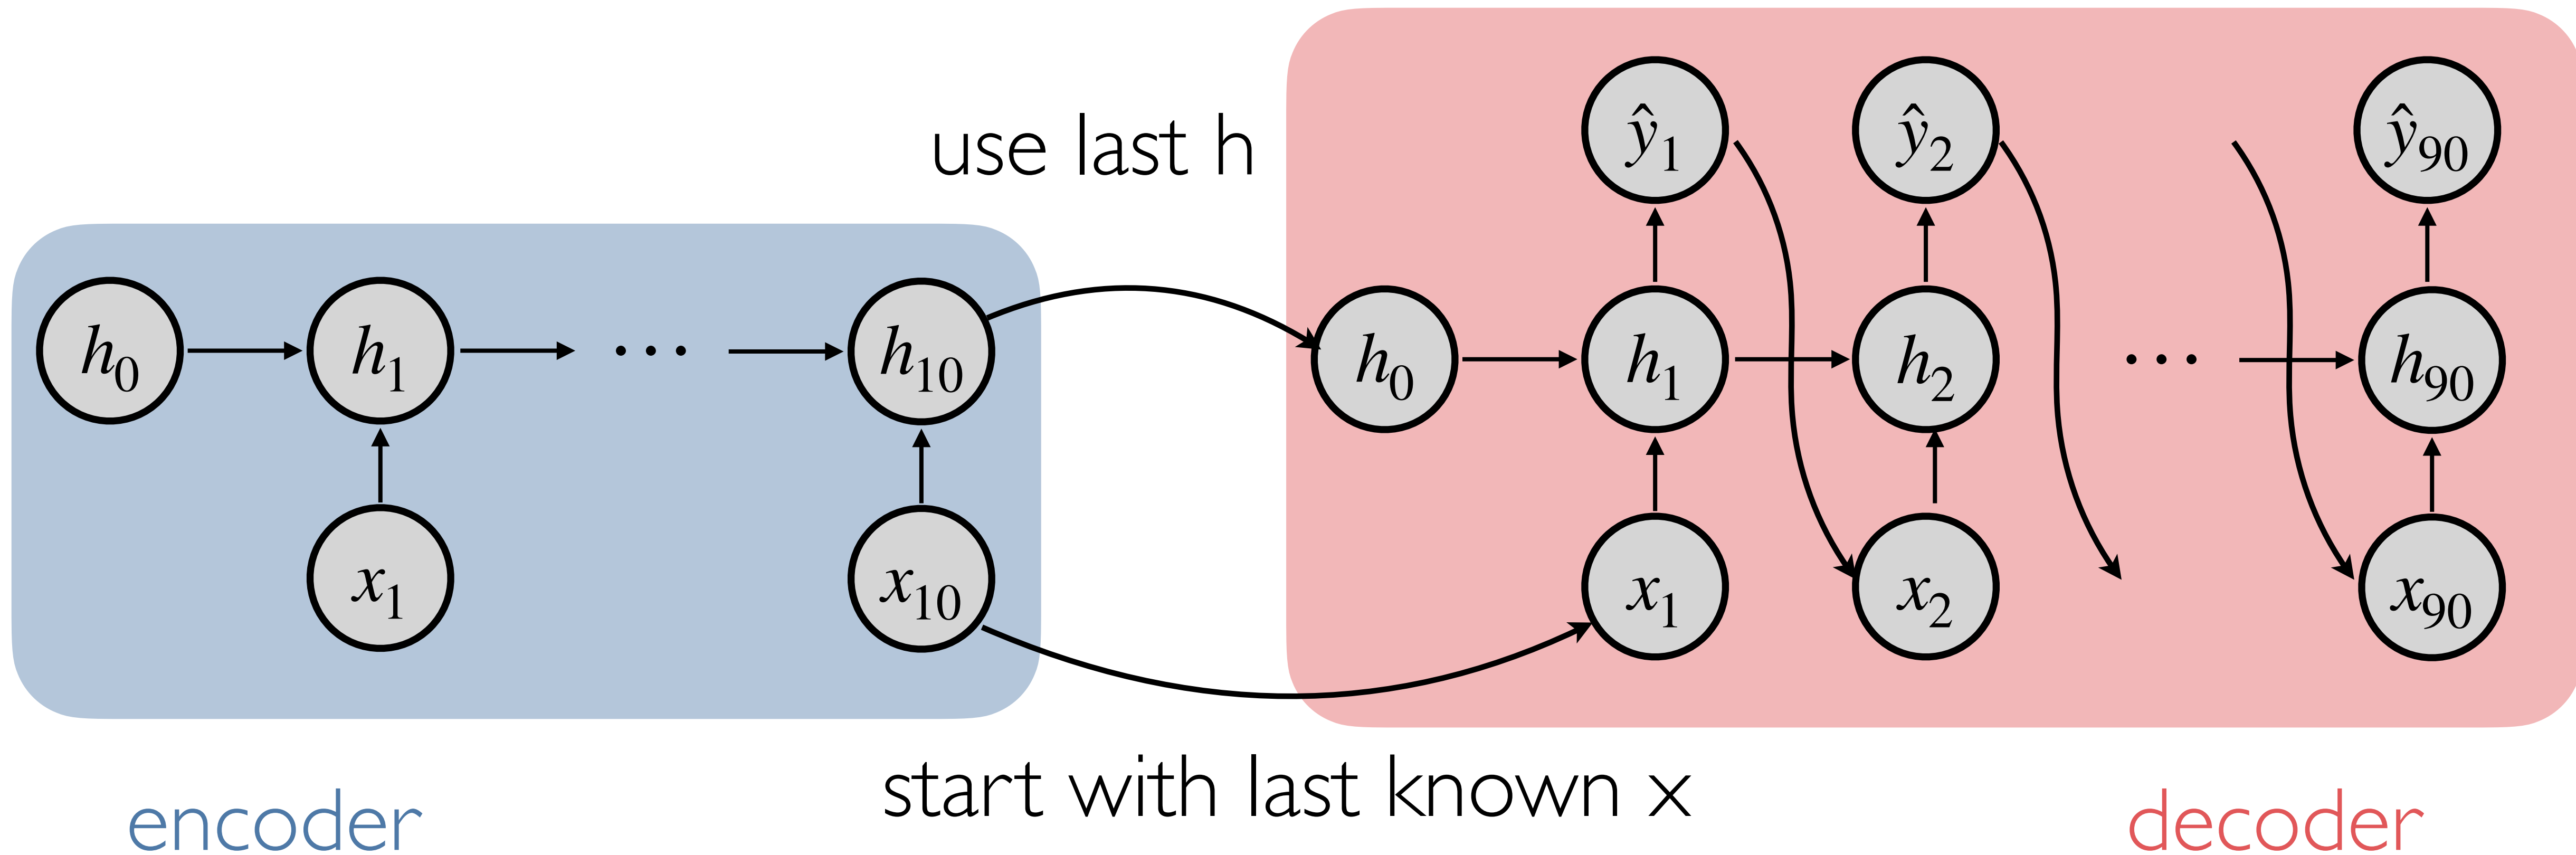 ŷ₁ ŷ₂ ŷ₉₀
use last h
h₀ h₁ ··· h₁₀ h₀ h₁ h₂ ··· h₉₀
x₁ x₁₀ x₁ x₂ x₉₀
start with last known x
encoder decoder